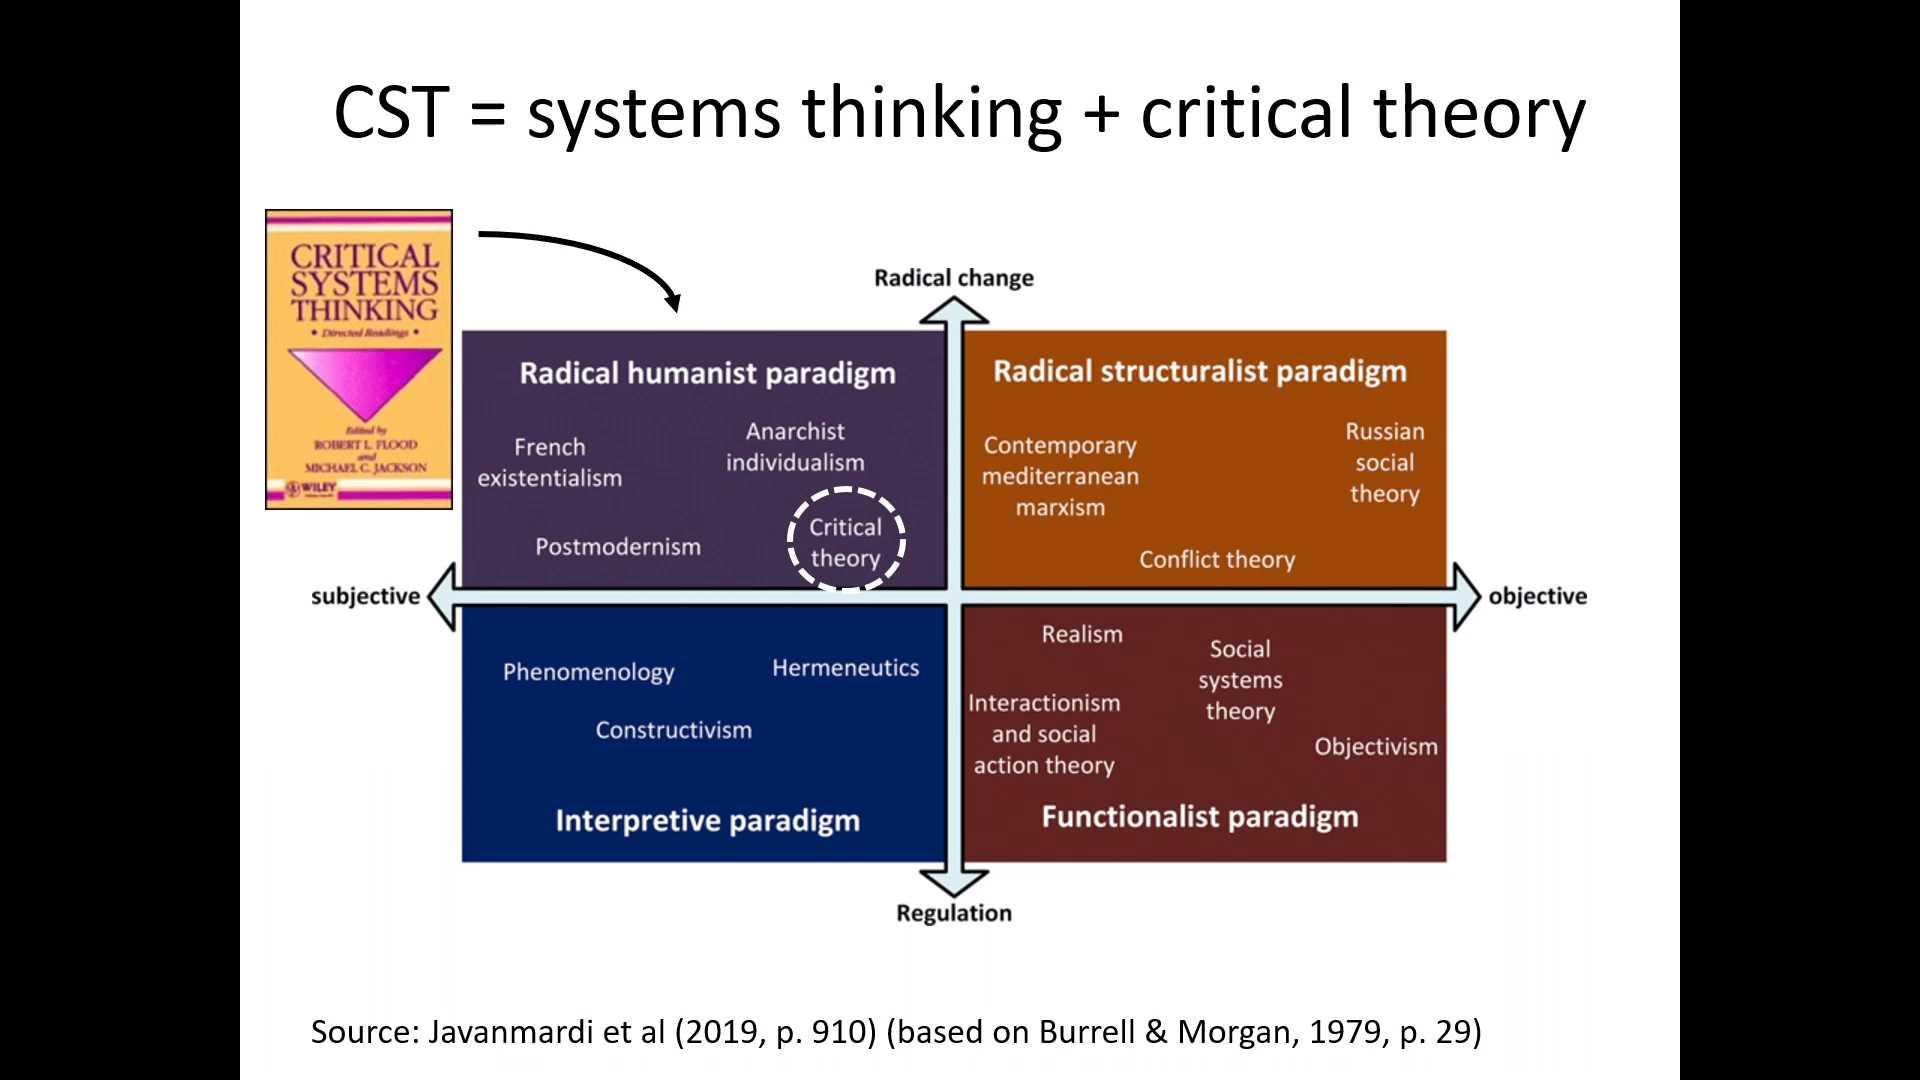 CST = systems thinking + critical theory
CRITICAL
SYSTEMS
THINKING
• Directed Readings •
Edited by
ROBERT L. FLOOD
and
MICHAEL C. JACKSON
WILEY
Radical change
Radical humanist paradigm
French
existentialism
Anarchist
individualism
Postmodernism
Critical
theory
Radical structuralist paradigm
Contemporary
mediterranean
marxism
Russian
social
theory
Conflict theory
subjective
objective
Phenomenology
Hermeneutics
Constructivism
Interpretive paradigm
Realism
Social
systems
theory
Interactionism
and social
action theory
Objectivism
Functionalist paradigm
Regulation
Source: Javanmardi et al (2019, p. 910) (based on Burrell & Morgan, 1979, p. 29)